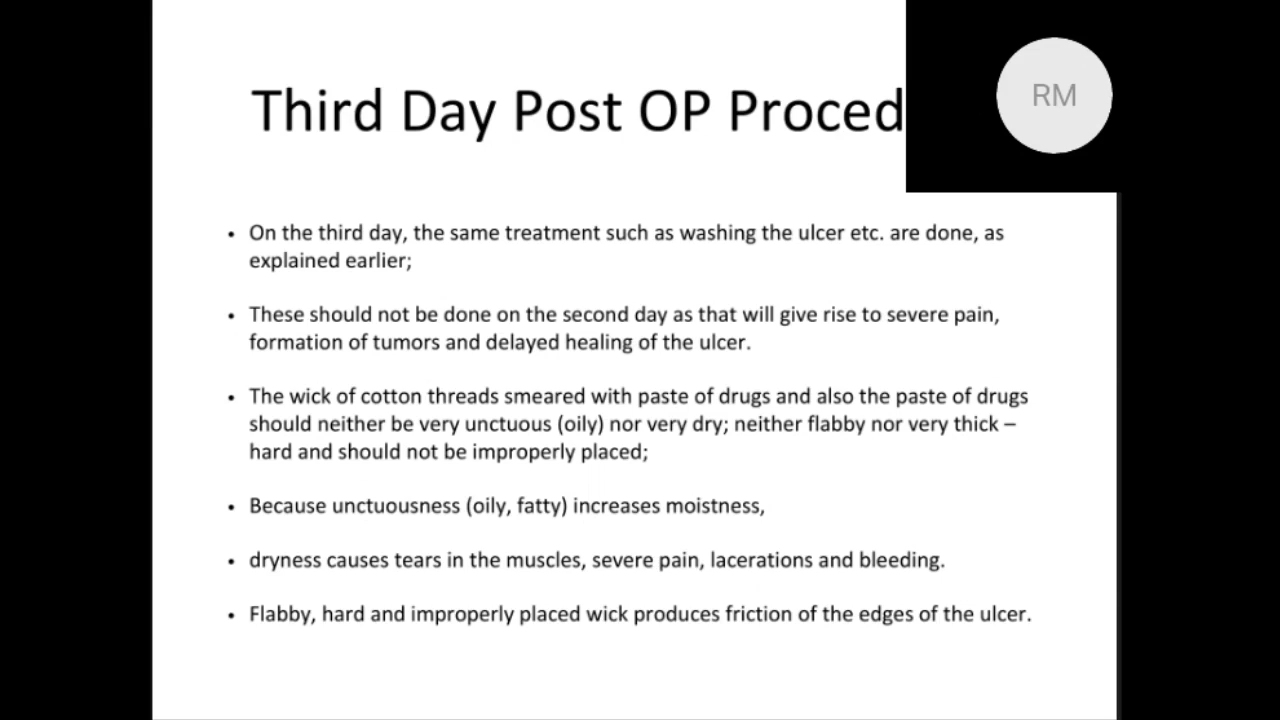 Third Day Post OP Proced
RM
• On the third day, the same treatment such as washing the ulcer etc. are done, as
explained earlier;
• These should not be done on the second day as that will give rise to severe pain,
formation of tumors and delayed healing of the ulcer.
• The wick of cotton threads smeared with paste of drugs and also the paste of drugs
should neither be very unctuous (oily) nor very dry; neither flabby nor very thick –
hard and should not be improperly placed;
• Because unctuousness (oily, fatty) increases moistness,
• dryness causes tears in the muscles, severe pain, lacerations and bleeding.
• Flabby, hard and improperly placed wick produces friction of the edges of the ulcer.